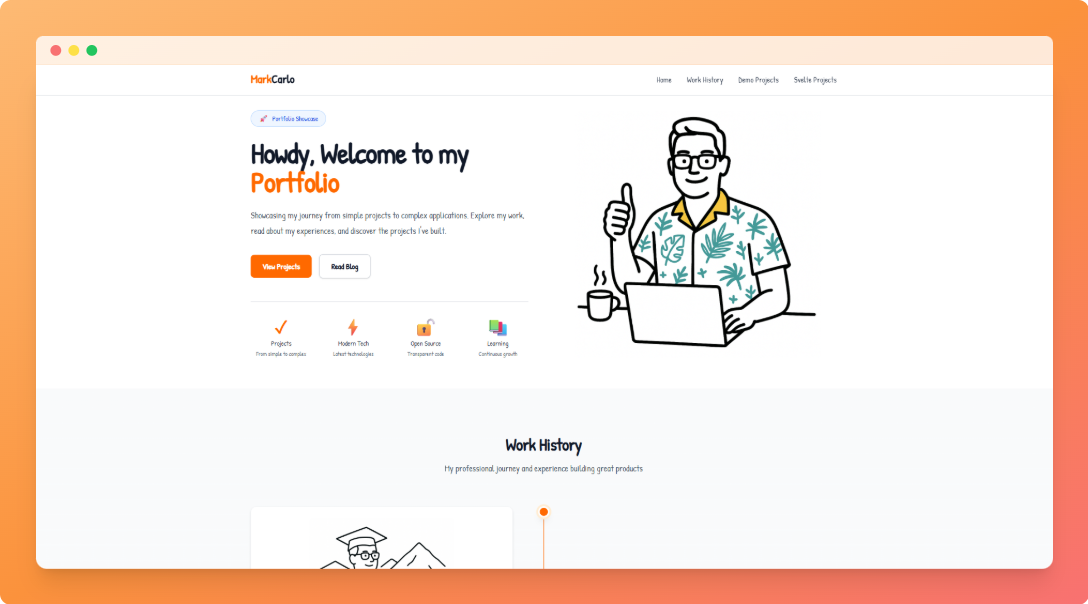 MarkCarlo
Home Work History Demo Projects Svelte Projects
Portfolio Showcase
Howdy, Welcome to my
Portfolio
Showcasing my journey from simple projects to complex applications. Explore my work,
read about my experiences, and discover the projects I've built.
View Projects
Read Blog
Projects
From simple to complex
Modern Tech
Latest technologies
Open Source
Transparent code
Learning
Continuous growth
Work History
My professional journey and experience building great products